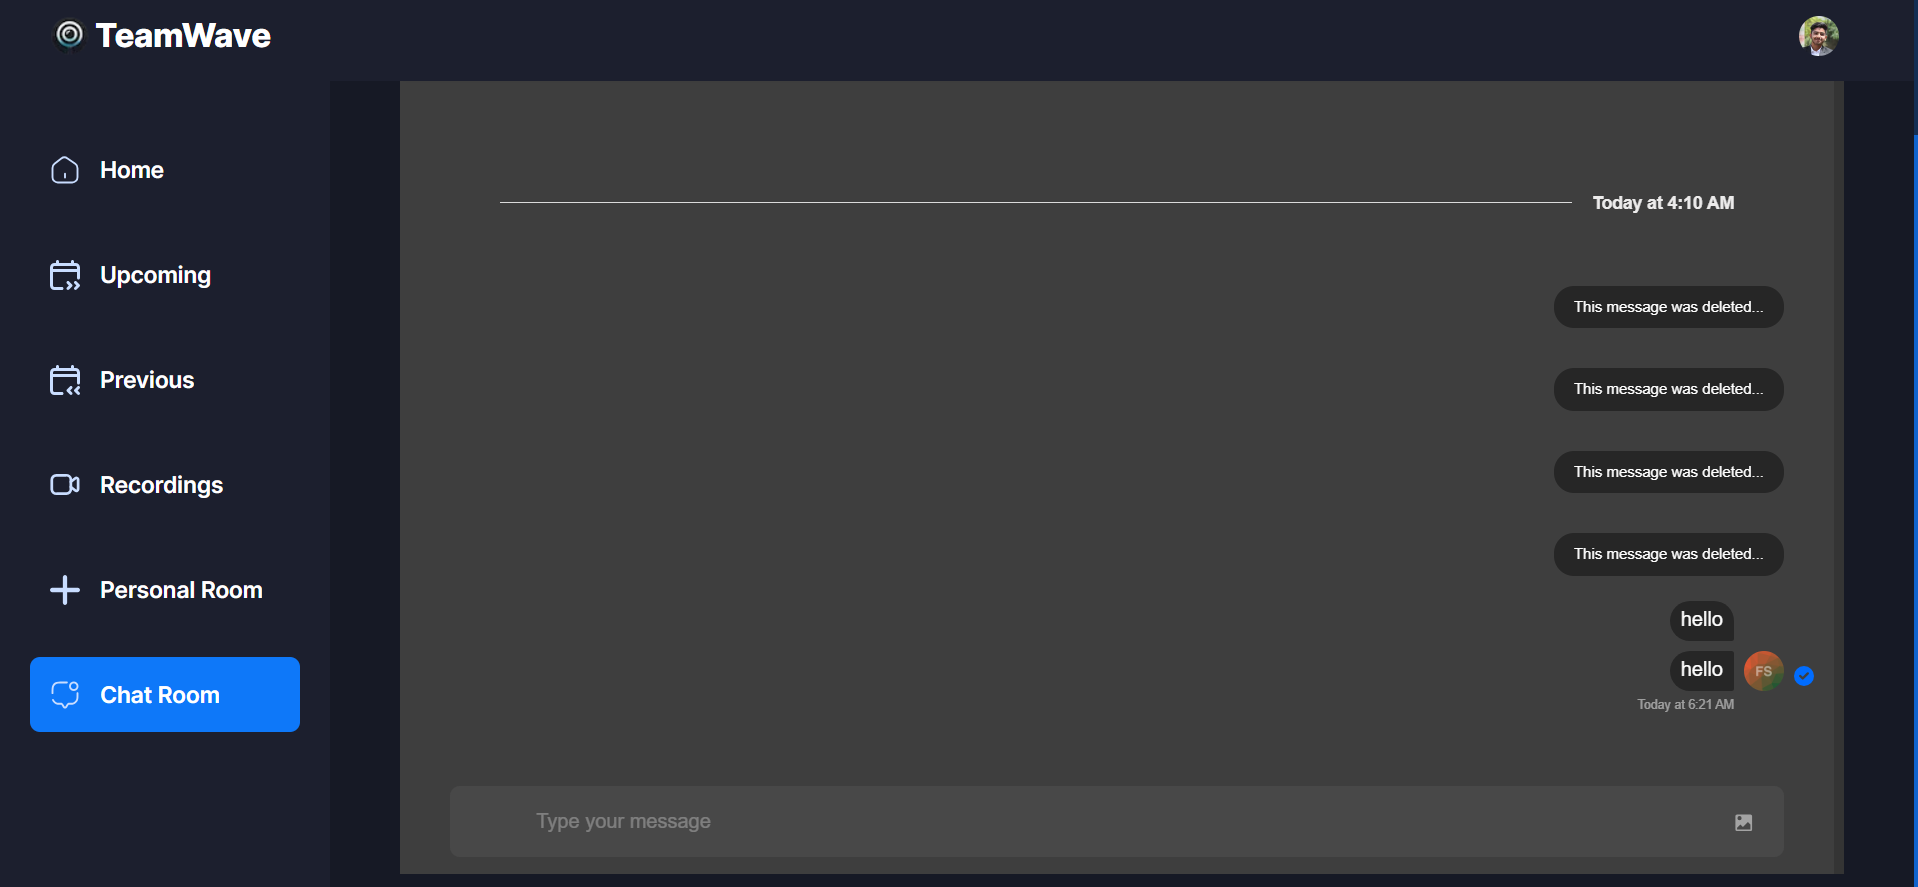 TeamWave
Home
Upcoming
Previous
Recordings
Personal Room
Chat Room
Today at 4:10 AM
This message was deleted...
This message was deleted...
This message was deleted...
This message was deleted...
hello
hello
FS
Today at 6:21 AM
Type your message